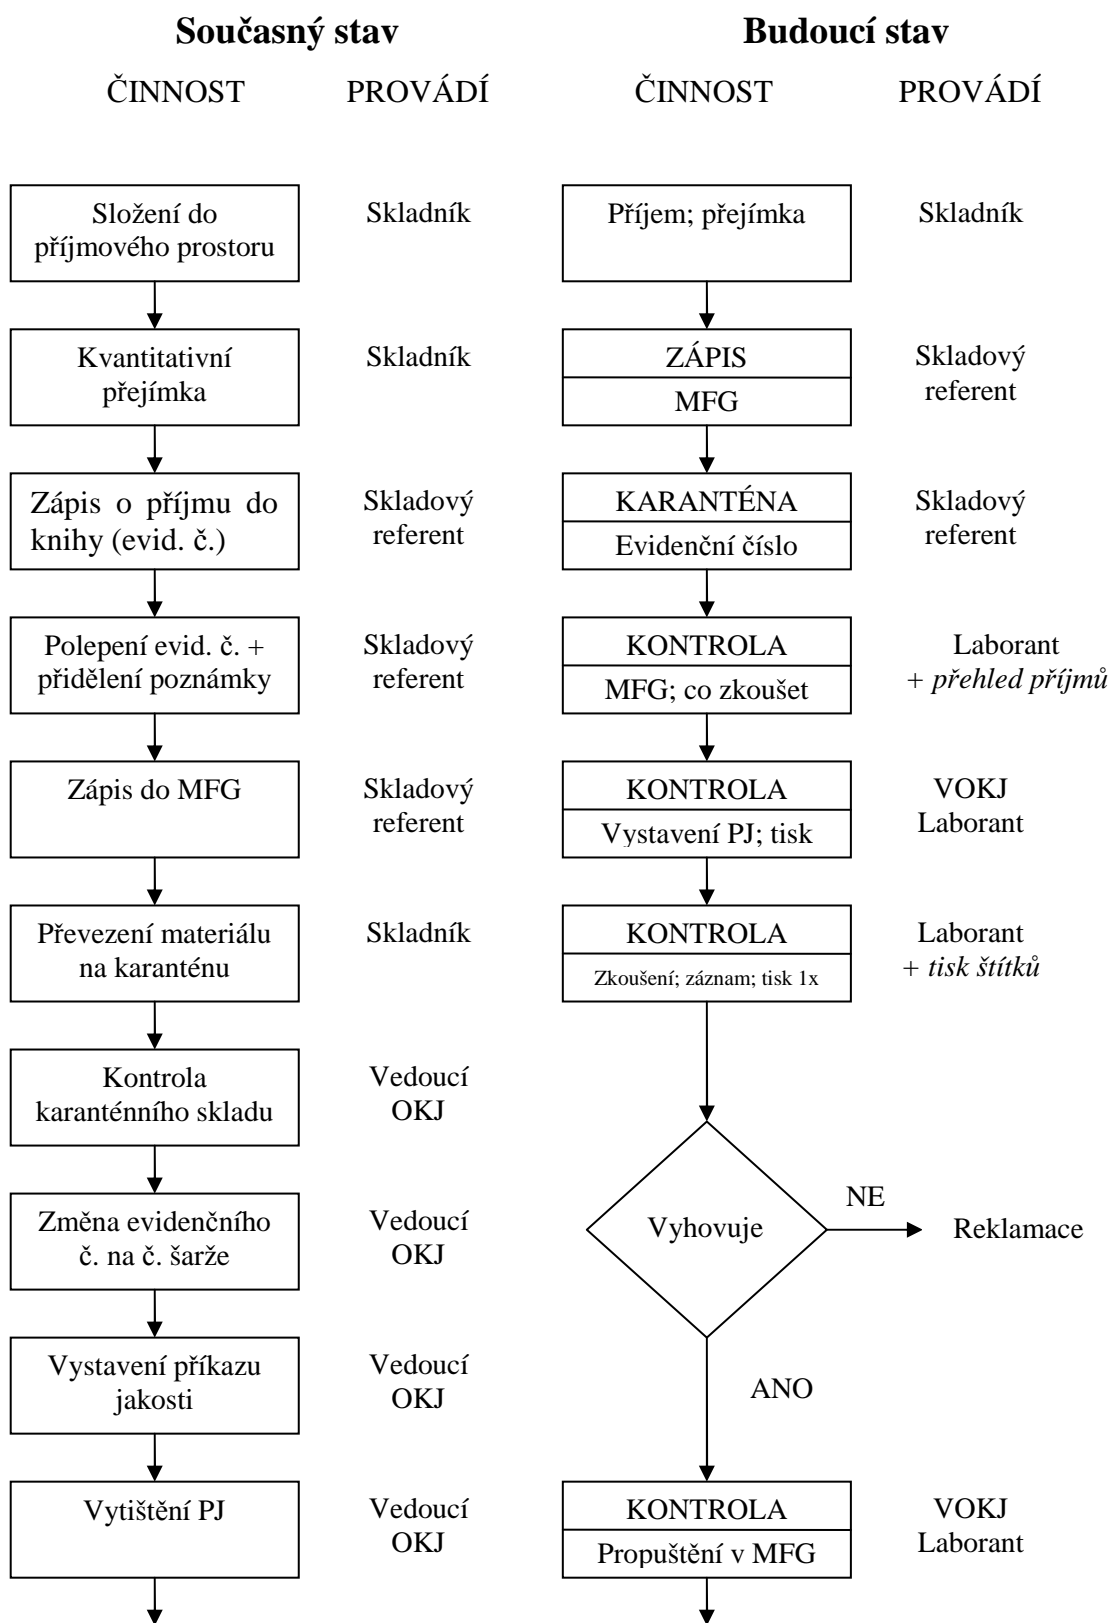 Současný stav
Budoucí stav
ČINNOST
PROVÁDÍ
ČINNOST
PROVÁDÍ
Složení do
příjmového prostoru
Skladník
Příjem; přejímka
Skladník
Kvantitativní
přejímka
Skladník
ZÁPIS
MFG
Skladový
referent
Zápis o příjmu do
knihy (evid. č.)
Skladový
referent
KARANTÉNA
Evidenční číslo
Skladový
referent
Polepení evid. č. +
přidělení poznámky
Skladový
referent
KONTROLA
MFG; co zkoušet
Laborant
+ přehled příjmů
Zápis do MFG
Skladový
referent
KONTROLA
Vystavení PJ; tisk
VOKJ
Laborant
Převezení materiálu
na karanténu
Skladník
KONTROLA
Zkoušení; záznam; tisk 1x
Laborant
+ tisk štítků
Kontrola
karanténního skladu
Vedoucí
OKJ
Změna evidenčního
č. na č. šarže
Vedoucí
OKJ
Vyhovuje
NE
Reklamace
Vystavení příkazu
jakosti
Vedoucí
OKJ
ANO
Vytištění PJ
Vedoucí
OKJ
KONTROLA
Propuštění v MFG
VOKJ
Laborant